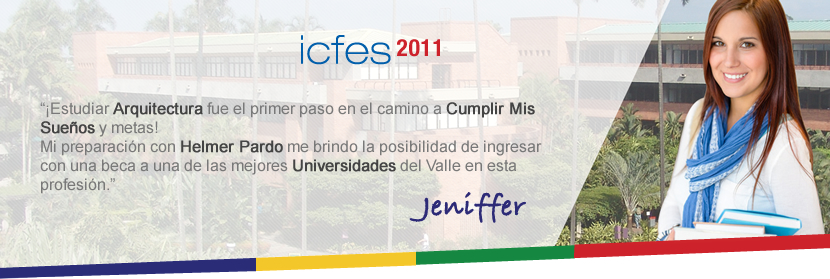 icfes 2011
“¡Estudiar Arquitectura fue el primer paso en el camino a Cumplir Mis
Sueños y metas!
Mi preparación con Helmer Pardo me brindo la posibilidad de ingresar
con una beca a una de las mejores Universidades del Valle en esta
profesión.”
Jeniffer